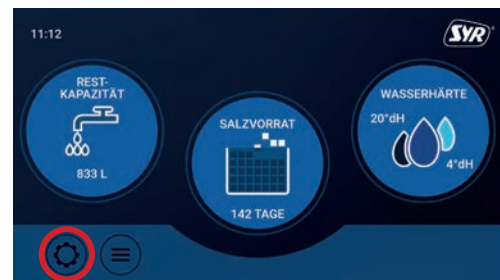 11:12
SYR
REST-
KAPAZITÄT
833 L
SALZVORRAT
142 TAGE
WASSERHÄRTE
20°dH
4°dH